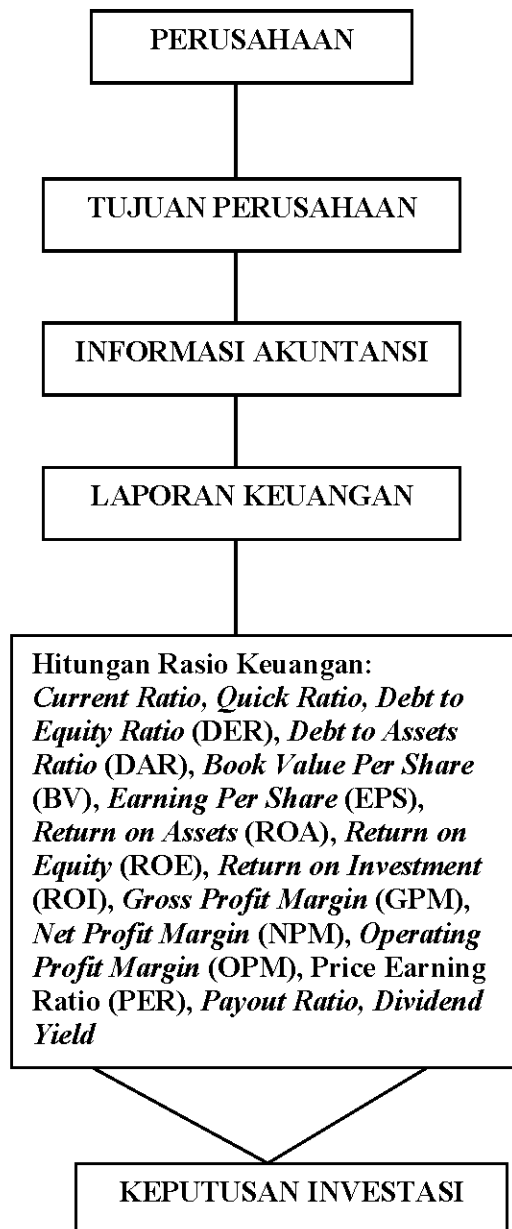 PERUSAHAAN
TUJUAN PERUSAHAAN
INFORMASI AKUNTANSI
LAPORAN KEUANGAN
Hitungan Rasio Keuangan:
Current Ratio, Quick Ratio, Debt to
Equity Ratio (DER), Debt to Assets
Ratio (DAR), Book Value Per Share
(BV), Earning Per Share (EPS),
Return on Assets (ROA), Return on
Equity (ROE), Return on Investment
(ROI), Gross Profit Margin (GPM),
Net Profit Margin (NPM), Operating
Profit Margin (OPM), Price Earning
Ratio (PER), Payout Ratio, Dividend
Yield
KEPUTUSAN INVESTASI